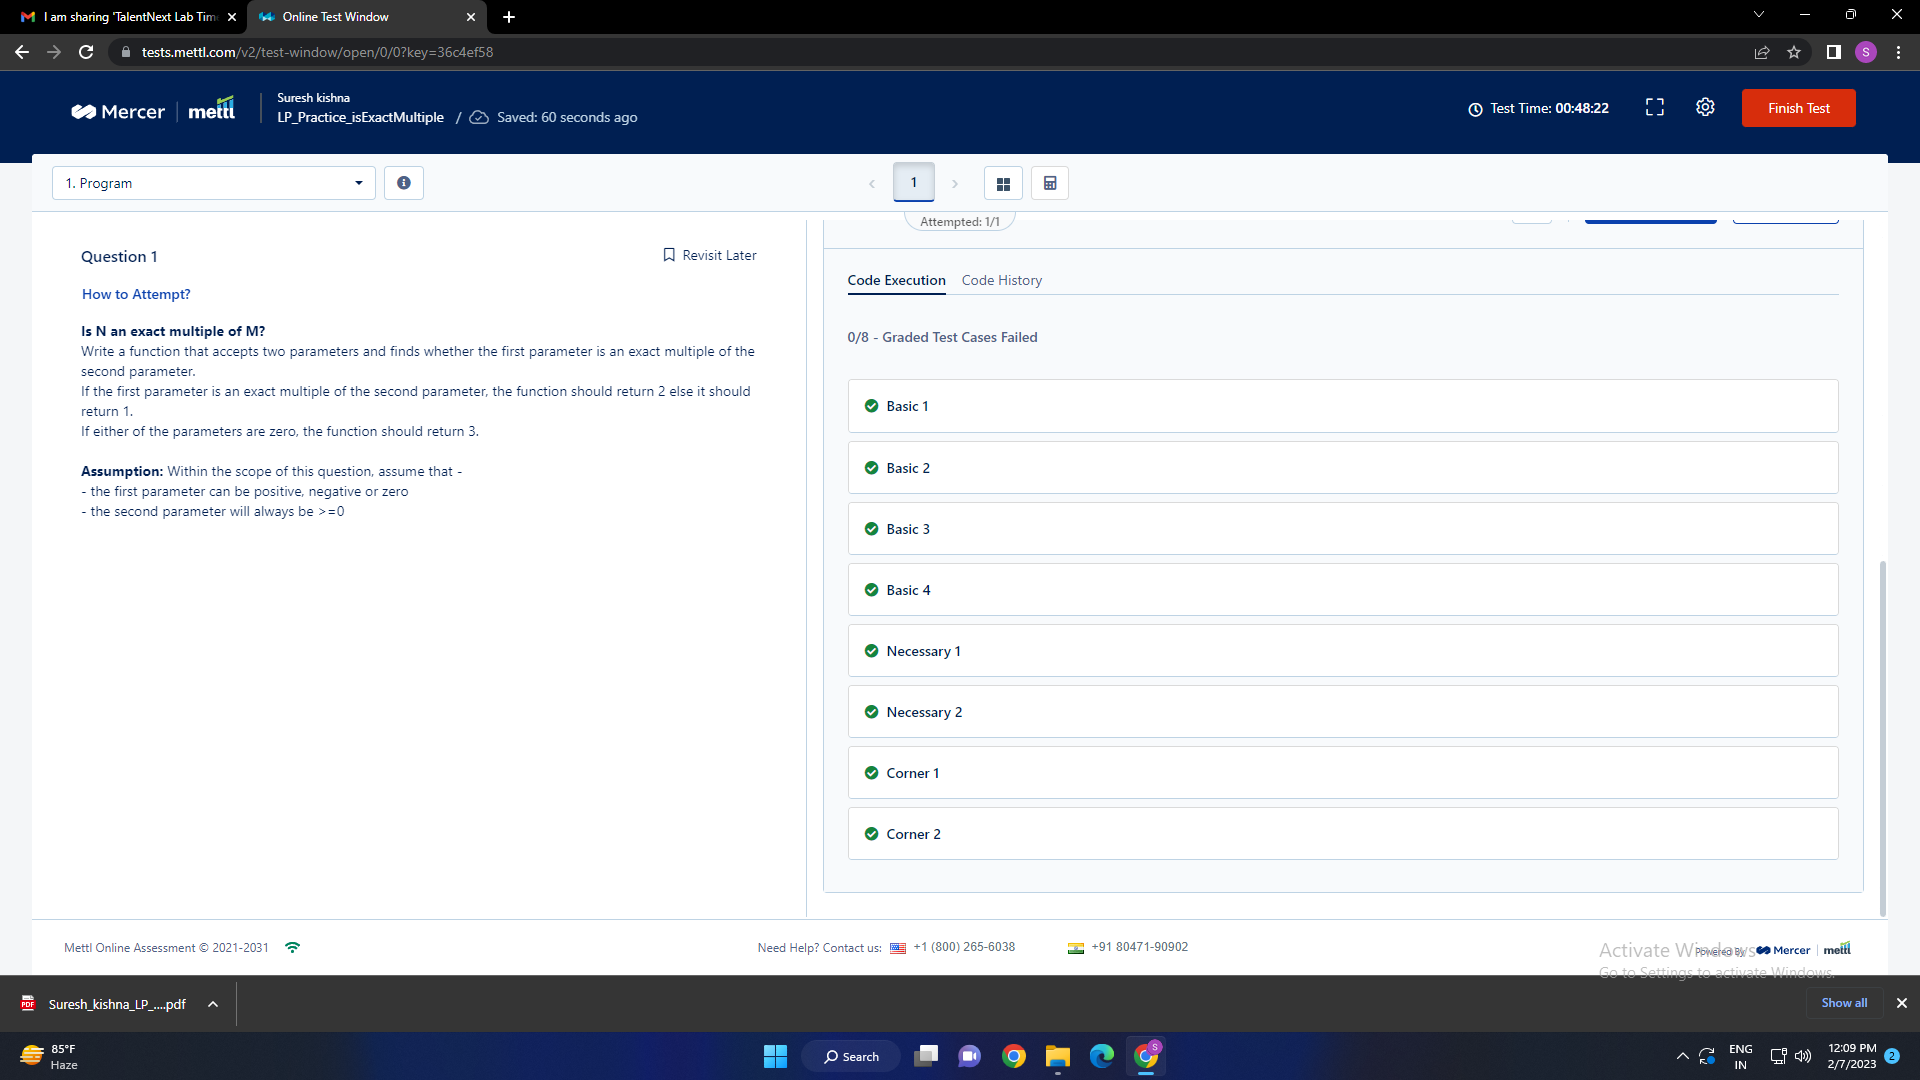 I am sharing 'TalentNext Lab Tim
Online Test Window
tests.mettl.com/v2/test-window/open/0/0?key=36c4ef58
S
Mercer | mettl
Suresh kishna
LP_Practice_isExactMultiple / Saved: 60 seconds ago
Test Time: 00:48:22
Finish Test
1. Program
1
Attempted: 1/1
Question 1
Revisit Later
How to Attempt?
Is N an exact multiple of M?
Write a function that accepts two parameters and finds whether the first parameter is an exact multiple of the
second parameter.
If the first parameter is an exact multiple of the second parameter, the function should return 2 else it should
return 1.
If either of the parameters are zero, the function should return 3.
Assumption: Within the scope of this question, assume that -
- the first parameter can be positive, negative or zero
- the second parameter will always be >=0
Code Execution Code History
0/8 - Graded Test Cases Failed
Basic 1
Basic 2
Basic 3
Basic 4
Necessary 1
Necessary 2
Corner 1
Corner 2
Mettl Online Assessment © 2021-2031
Need Help? Contact us: +1 (800) 265-6038 +91 80471-90902
Powered By Mercer | mettl
Activate Windows
Go to Settings to activate Windows.
PDF
Suresh_kishna_LP_....pdf
Show all
85°F
Haze
Search
S
ENG
IN
12:09 PM
2/7/2023
2